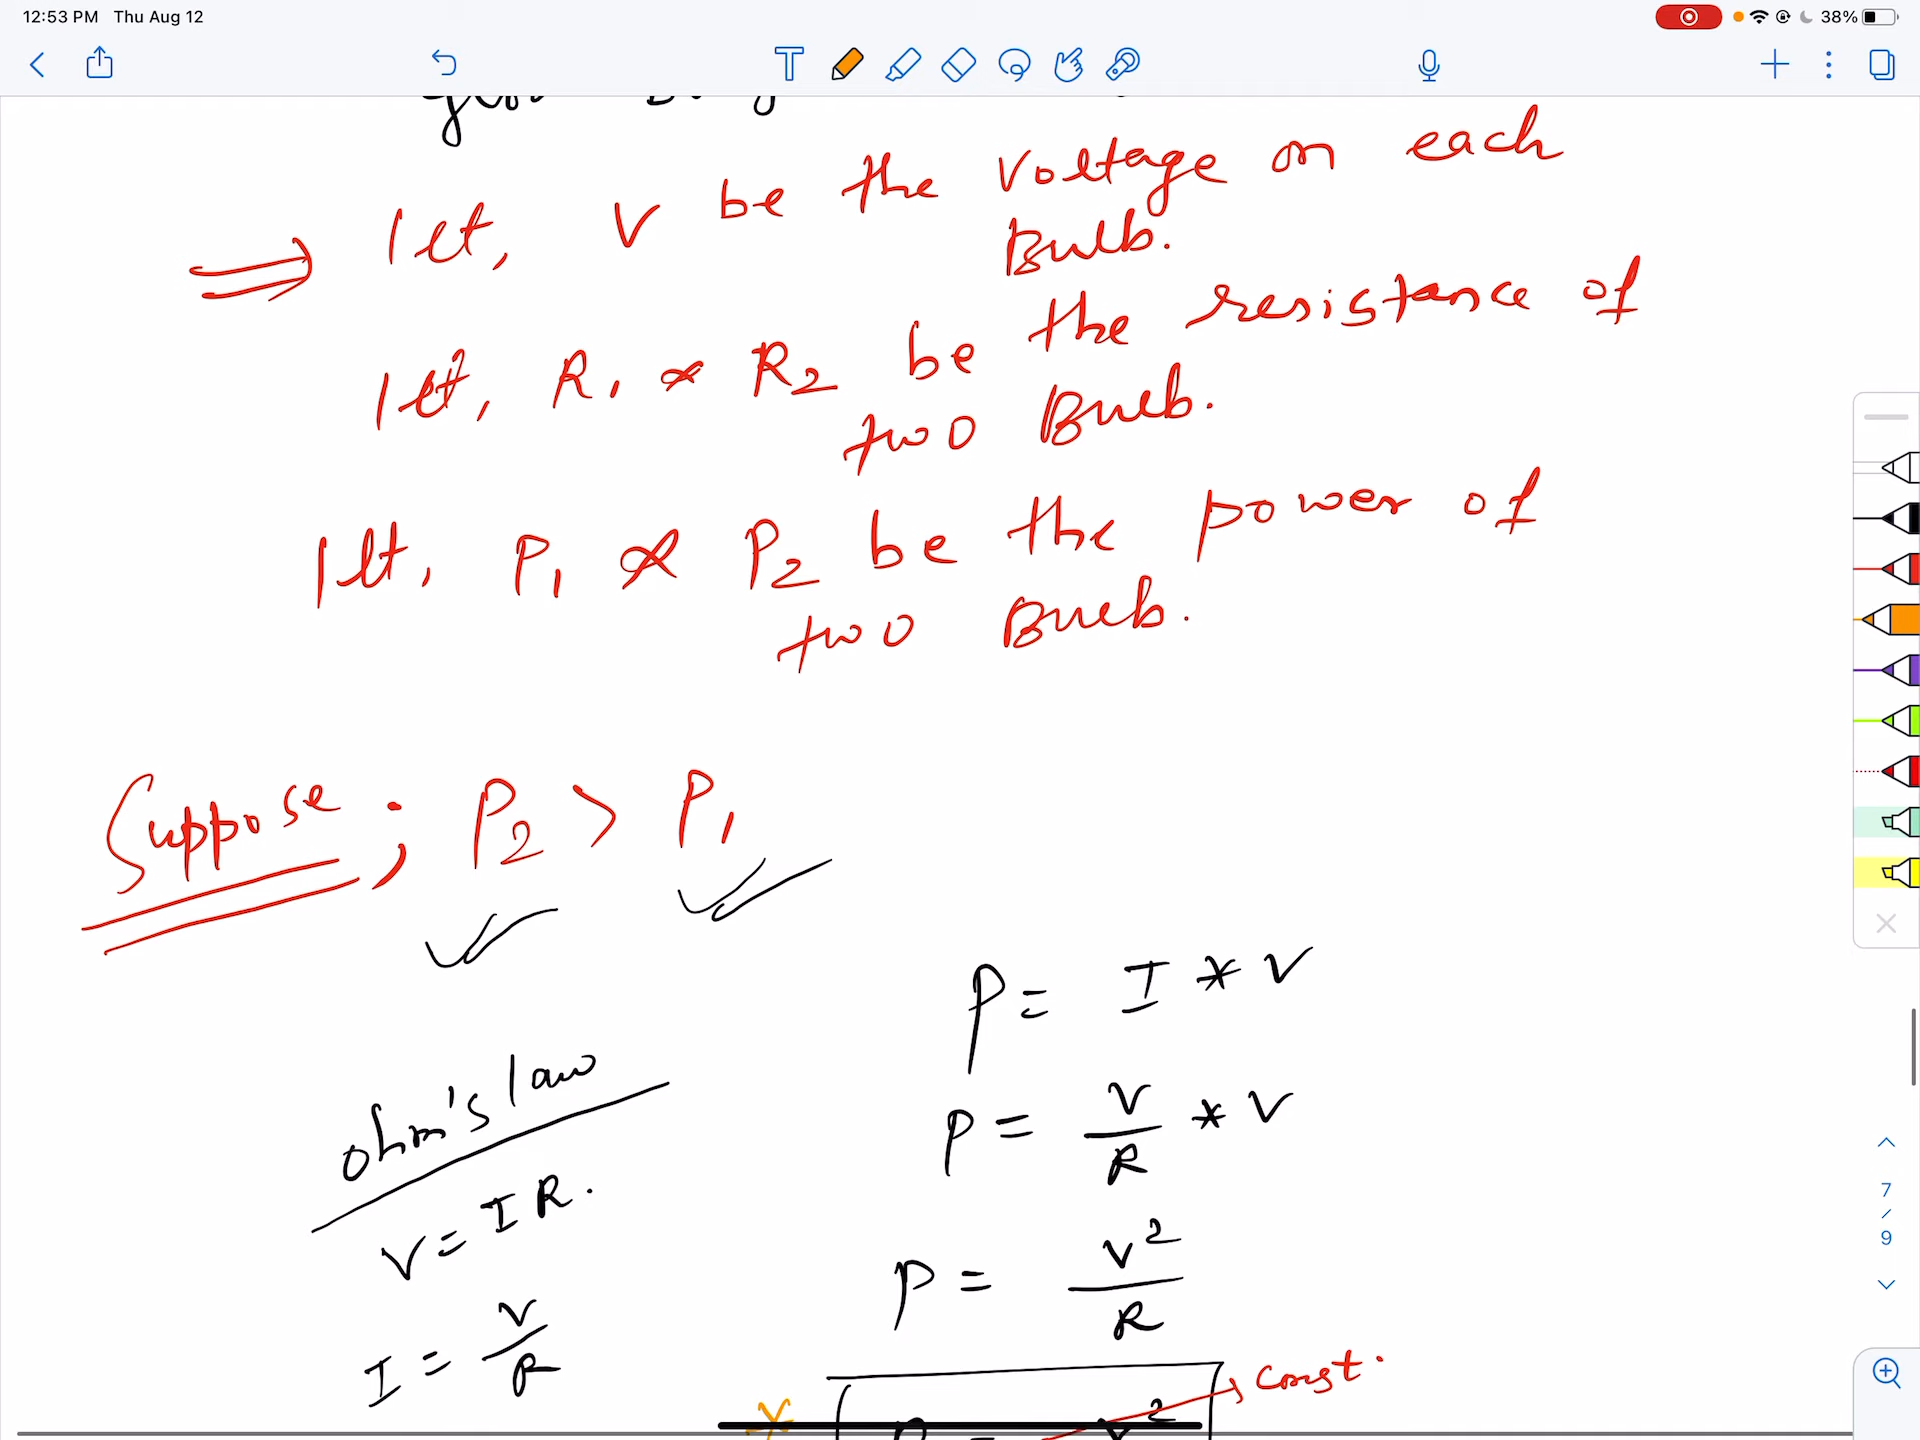 12:53 PM Thu Aug 12
38%
T
let, V be the Voltage on each
Bulb.
let, R1 & R2 be the resistance of
two Bulb.
let, P1 & P2 be the power of
two Bulb.
Suppose; P2 > P1
P = I * V
ohm's law
P = V/R * V
V = IR.
P = V²/R
I = V/R
Const.
7
/
9